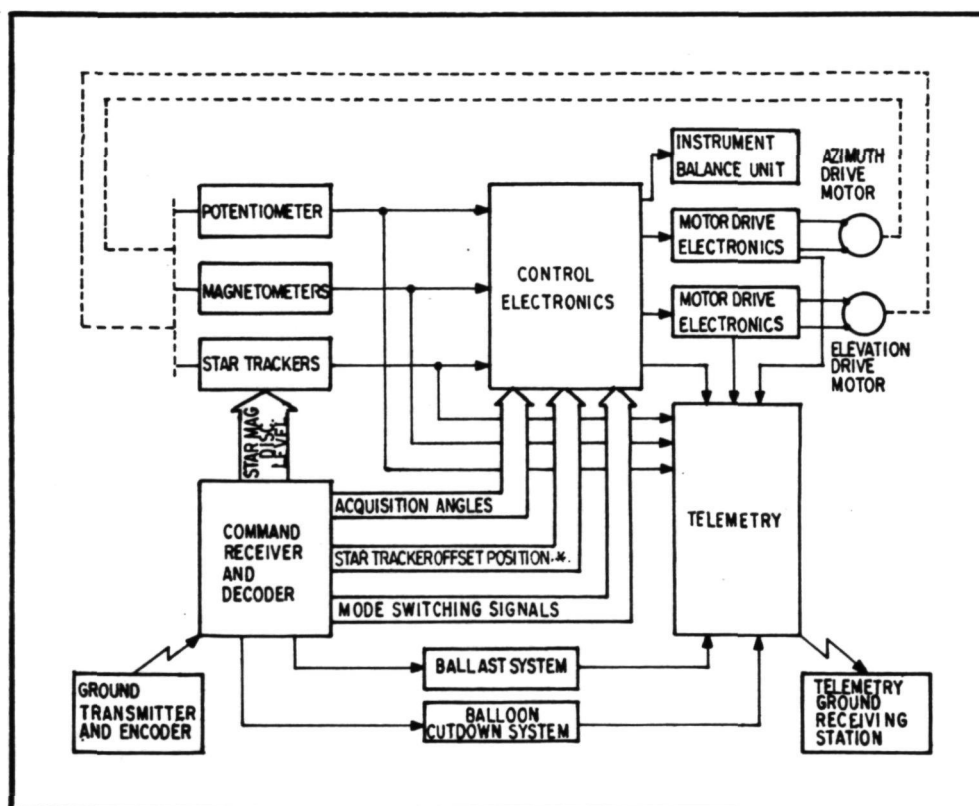 INSTRUMENT
BALANCE UNIT
AZIMUTH
DRIVE
MOTOR
POTENTIOMETER
MOTOR DRIVE
ELECTRONICS
CONTROL
ELECTRONICS
MAGNETOMETERS
MOTOR DRIVE
ELECTRONICS
STAR TRACKERS
ELEVATION
DRIVE
MOTOR
STAR MAG
DISC.
LEVEL
ACQUISITION ANGLES
TELEMETRY
COMMAND
RECEIVER
AND
DECODER
STAR TRACKER OFFSET POSITION.*.
MODE SWITCHING SIGNALS
BALLAST SYSTEM
GROUND
TRANSMITTER
AND ENCODER
BALLOON
CUTDOWN SYSTEM
TELEMETRY
GROUND
RECEIVING
STATION